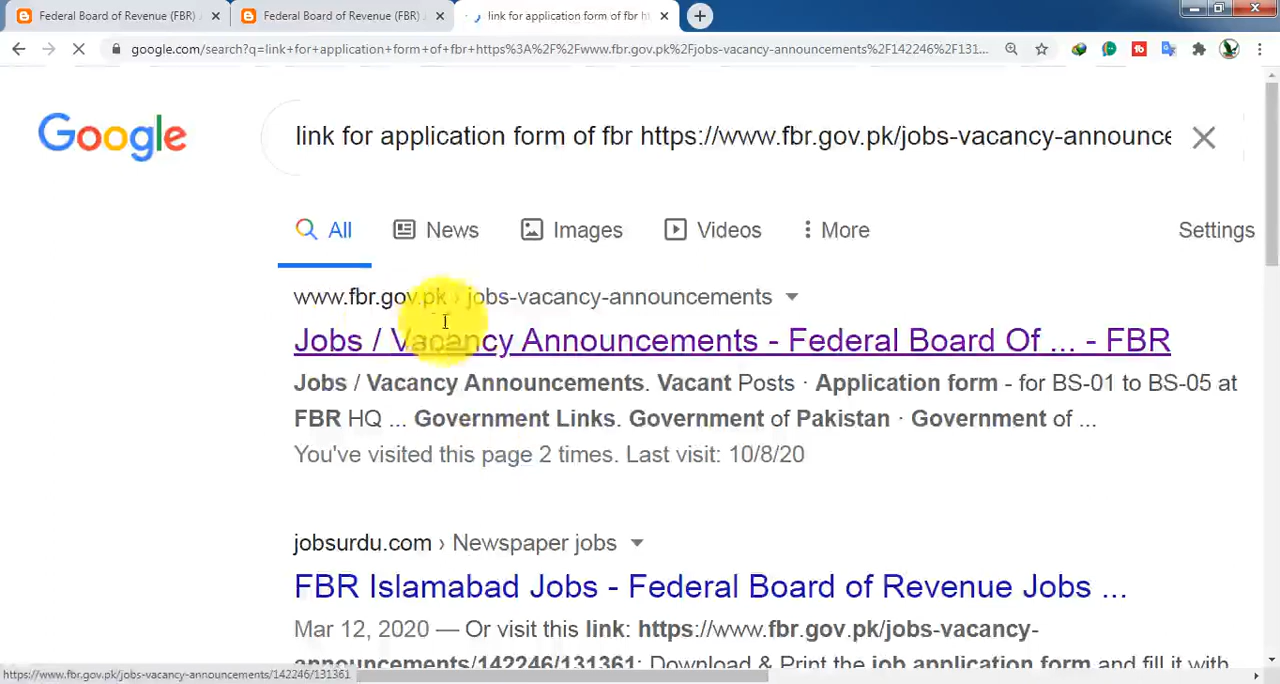 Federal Board of Revenue (FBR)
Federal Board of Revenue (FBR)
link for application form of fbr h
google.com/search?q=link+for+application+form+of+fbr+https%3A%2F%2Fwww.fbr.gov.pk%2Fjobs-vacancy-announcements%2F142246%2F131...
Google
link for application form of fbr https://www.fbr.gov.pk/jobs-vacancy-announce
All News Images Videos More Settings
www.fbr.gov.pk › jobs-vacancy-announcements
Jobs / Vacancy Announcements - Federal Board Of ... - FBR
Jobs / Vacancy Announcements. Vacant Posts · Application form - for BS-01 to BS-05 at
FBR HQ ... Government Links. Government of Pakistan · Government of ...
You've visited this page 2 times. Last visit: 10/8/20
jobsurdu.com › Newspaper jobs
FBR Islamabad Jobs - Federal Board of Revenue Jobs ...
Mar 12, 2020 — Or visit this link: https://www.fbr.gov.pk/jobs-vacancy-
announcements/142246/131361; Download & Print the job application form and fill it with
https://www.fbr.gov.pk/jobs-vacancy-announcements/142246/131361